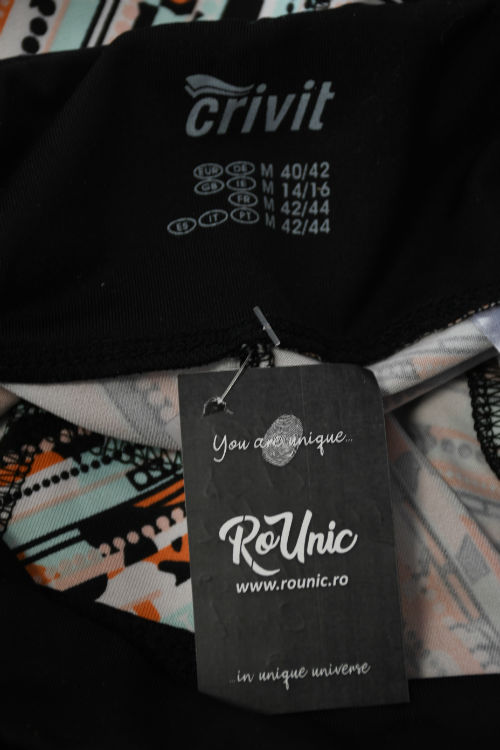 crivit
EUR DE M 40/42
GB IE M 14/16
FR M 42/44
ES IT PT M 42/44
You are unique...
RoUnic
www.rounic.ro
...in unique universe